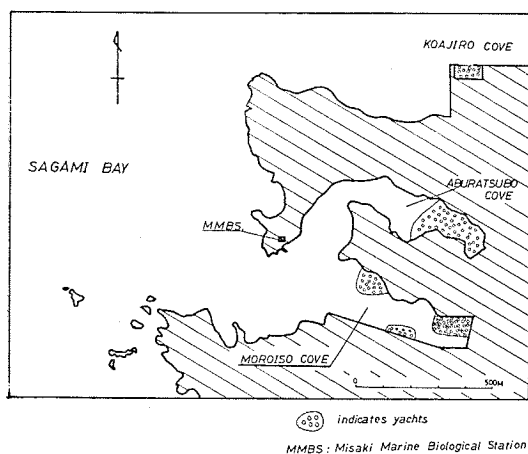 KOAJIRO COVE
SAGAMI BAY
ABURATSUBO
COVE
MMBS.
MOROISO COVE
0 500M
indicates yachts
MMBS : Misaki Marine Biological Station